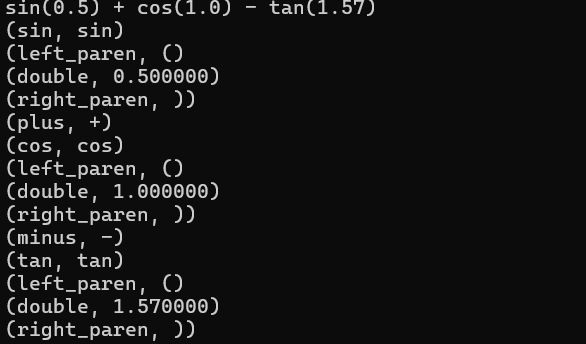 sin(0.5) + cos(1.0) - tan(1.57)
(sin, sin)
(left_paren, ()
(double, 0.500000)
(right_paren, ))
(plus, +)
(cos, cos)
(left_paren, ()
(double, 1.000000)
(right_paren, ))
(minus, -)
(tan, tan)
(left_paren, ()
(double, 1.570000)
(right_paren, ))